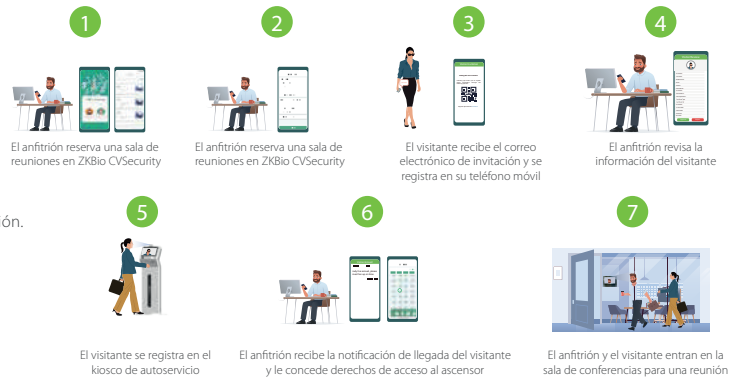 1
2
3
4
El anfitrión reserva una sala de
reuniones en ZKBio CVSecurity
El anfitrión reserva una sala de
reuniones en ZKBio CVSecurity
El visitante recibe el correo
electrónico de invitación y se
registra en su teléfono móvil
El anfitrión revisa la
información del visitante
ión.
5
6
7
El visitante se registra en el
kiosco de autoservicio
El anfitrión recibe la notificación de llegada del visitante
y le concede derechos de acceso al ascensor
El anfitrión y el visitante entran en la
sala de conferencias para una reunión